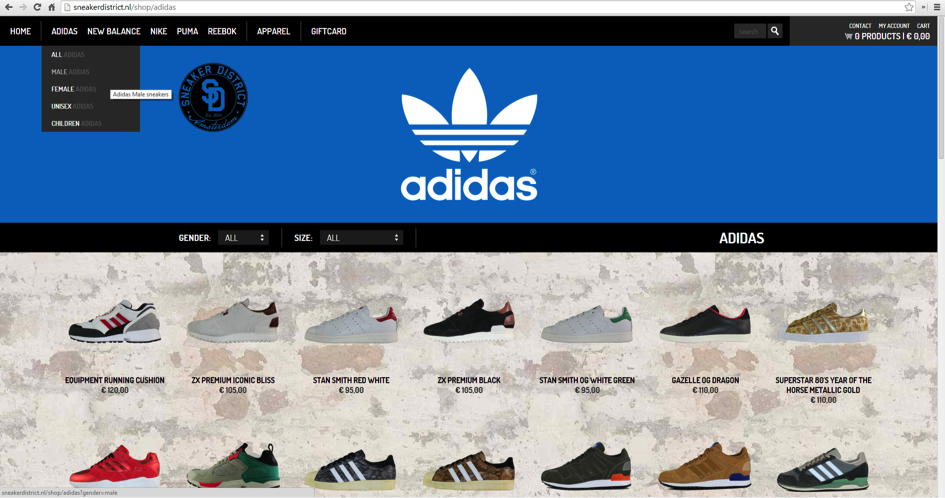 sneakerdistrict.nl/shop/adidas
HOME
ADIDAS
NEW BALANCE
NIKE
PUMA
REEBOK
APPAREL
GIFTCARD
Search
CONTACT MY ACCOUNT CART
0 PRODUCTS | € 0,00
ALL ADIDAS
MALE ADIDAS
FEMALE ADIDAS
UNISEX ADIDAS
CHILDREN ADIDAS
Adidas Male sneakers
SNEAKER DISTRICT
SD
Amsterdam
adidas®
GENDER: ALL
SIZE: ALL
ADIDAS
EQUIPMENT RUNNING CUSHION
€ 120,00
ZX PREMIUM ICONIC BLISS
€ 105,00
STAN SMITH RED WHITE
€ 95,00
ZX PREMIUM BLACK
€ 105,00
STAN SMITH OG WHITE GREEN
€ 95,00
GAZELLE OG DRAGON
€ 110,00
SUPERSTAR 80'S YEAR OF THE
HORSE METALLIC GOLD
€ 110,00
sneakerdistrict.nl/shop/adidas?gender=male